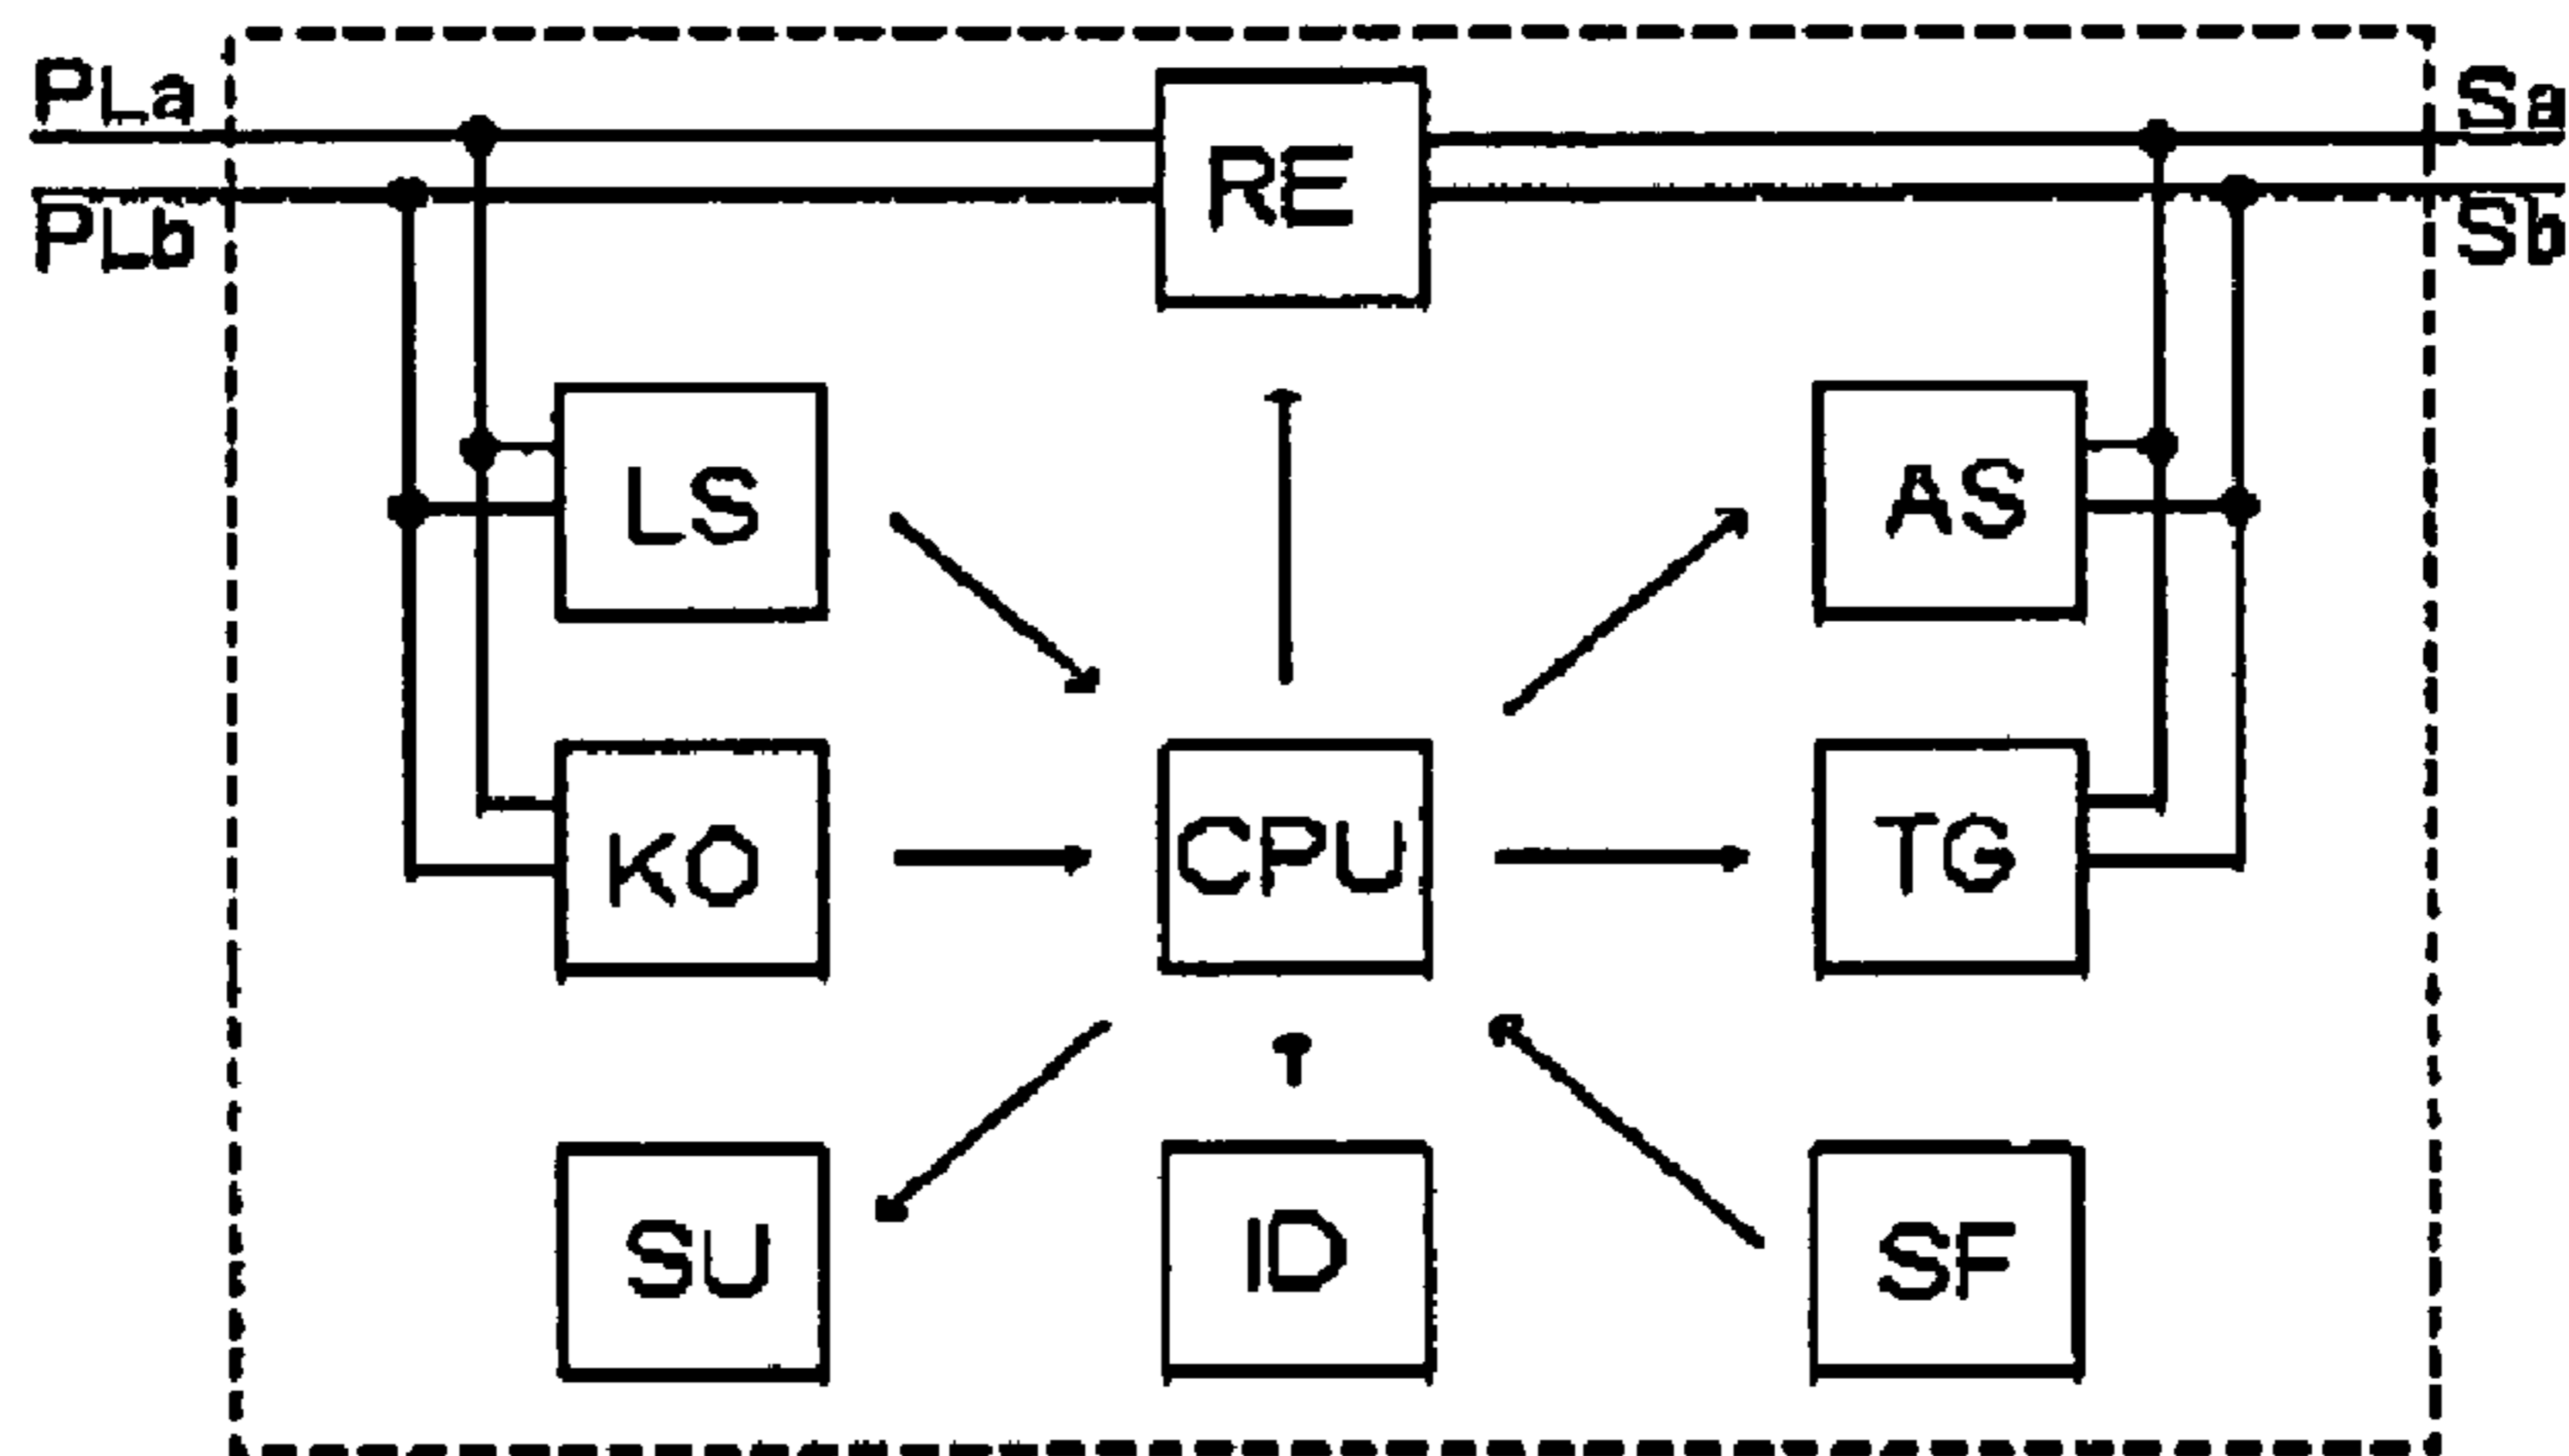 PLa
Sa
RE
PLb
Sb
LS
AS
KO
CPU
TG
SU
ID
SF